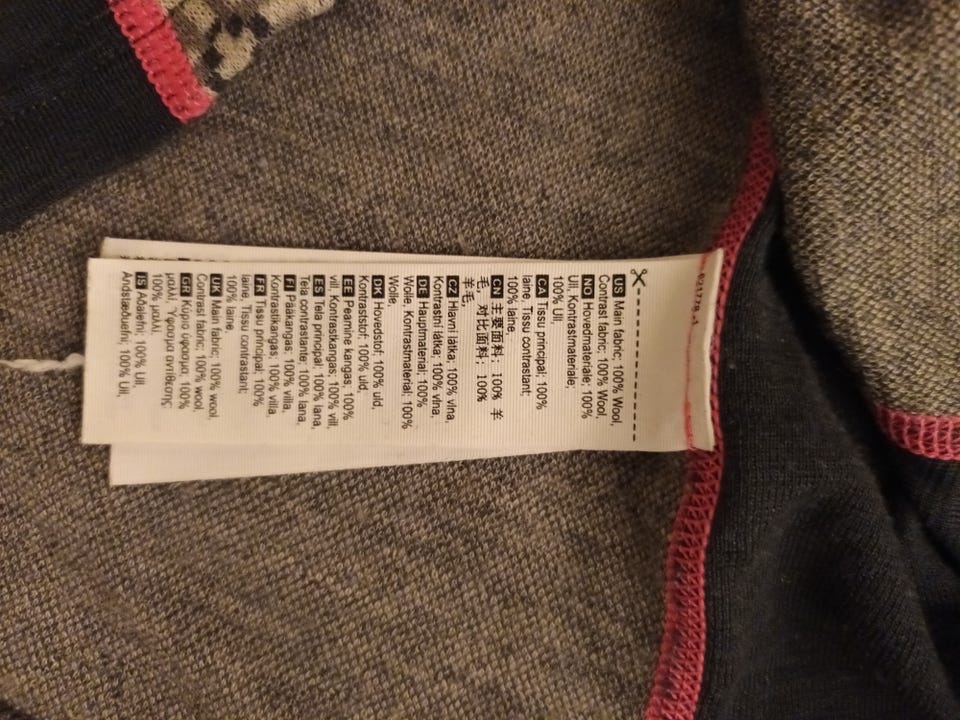 US Main fabric; 100% Wool,
Contrast fabric; 100% Wool,
NO Hovedmateriale; 100%
Ull, Kontrastmateriale;
100% Ull,
CA Tissu principal; 100%
laine, Tissu contrastant;
100% laine,
CN 主要面料; 100% 羊
毛, 对比面料; 100%
羊毛,
CZ Hlavní látka; 100% vlna,
Kontrastní látka; 100% vlna,
DE Hauptmaterial; 100%
Wolle, Kontrastmaterial; 100%
Wolle,
DK Hovedstof; 100% uld,
Kontraststof; 100% uld,
EE Peamine kangas; 100%
vill, Kontrastkangas; 100% vill,
ES Tela principal; 100% lana,
Tela contrastante; 100% lana,
FI Pääkangas; 100% villa,
Kontrastikangas; 100% villa,
FR Tissu principal; 100%
laine, Tissu contrastant;
100% laine,
UK Main fabric; 100% wool,
Contrast fabric; 100% wool,
GR Κύριο ύφασμα; 100%
μαλλί, Ύφασμα αντίθεσης;
100% μαλλί,
IS Aðalefni; 100% Ull,
Andstæðuefni; 100% Ull,